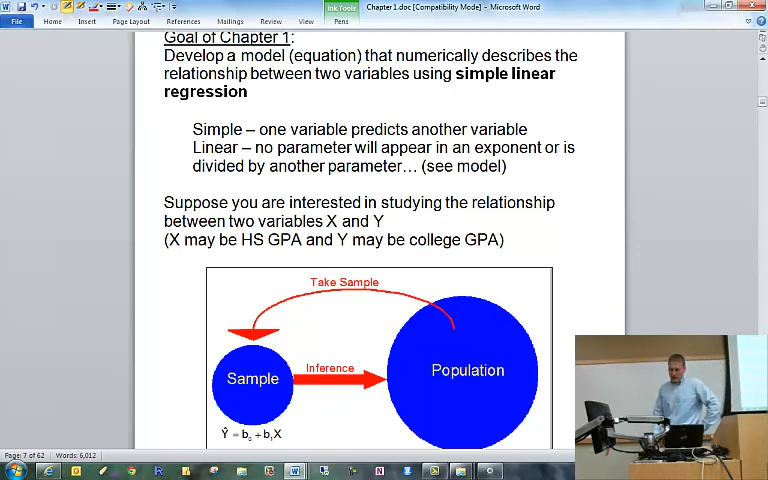 Ink Tools
Chapter 1.doc [Compatibility Mode] - Microsoft Word
File
Home
Insert
Page Layout
References
Mailings
Review
View
Pens
Goal of Chapter 1:
Develop a model (equation) that numerically describes the
relationship between two variables using simple linear
regression
Simple – one variable predicts another variable
Linear – no parameter will appear in an exponent or is
divided by another parameter… (see model)
Suppose you are interested in studying the relationship
between two variables X and Y
(X may be HS GPA and Y may be college GPA)
Take Sample
Sample
Inference
Population
Ŷ = b₀ + b₁X
Page: 7 of 62
Words: 6,012